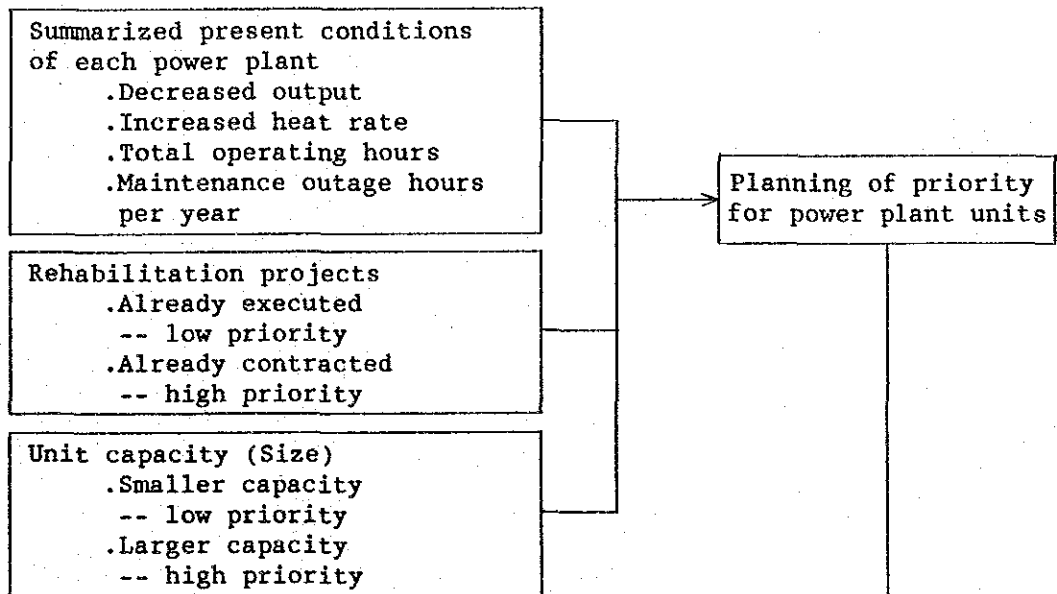 Summarized present conditions
of each power plant
.Decreased output
.Increased heat rate
.Total operating hours
.Maintenance outage hours
per year
Planning of priority
for power plant units
Rehabilitation projects
.Already executed
-- low priority
.Already contracted
-- high priority
Unit capacity (Size)
.Smaller capacity
-- low priority
.Larger capacity
-- high priority